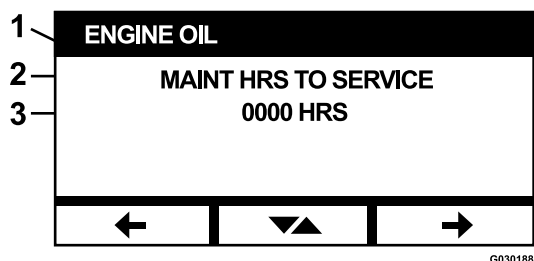 1
ENGINE OIL
2
MAINT HRS TO SERVICE
3
0000 HRS
G030188